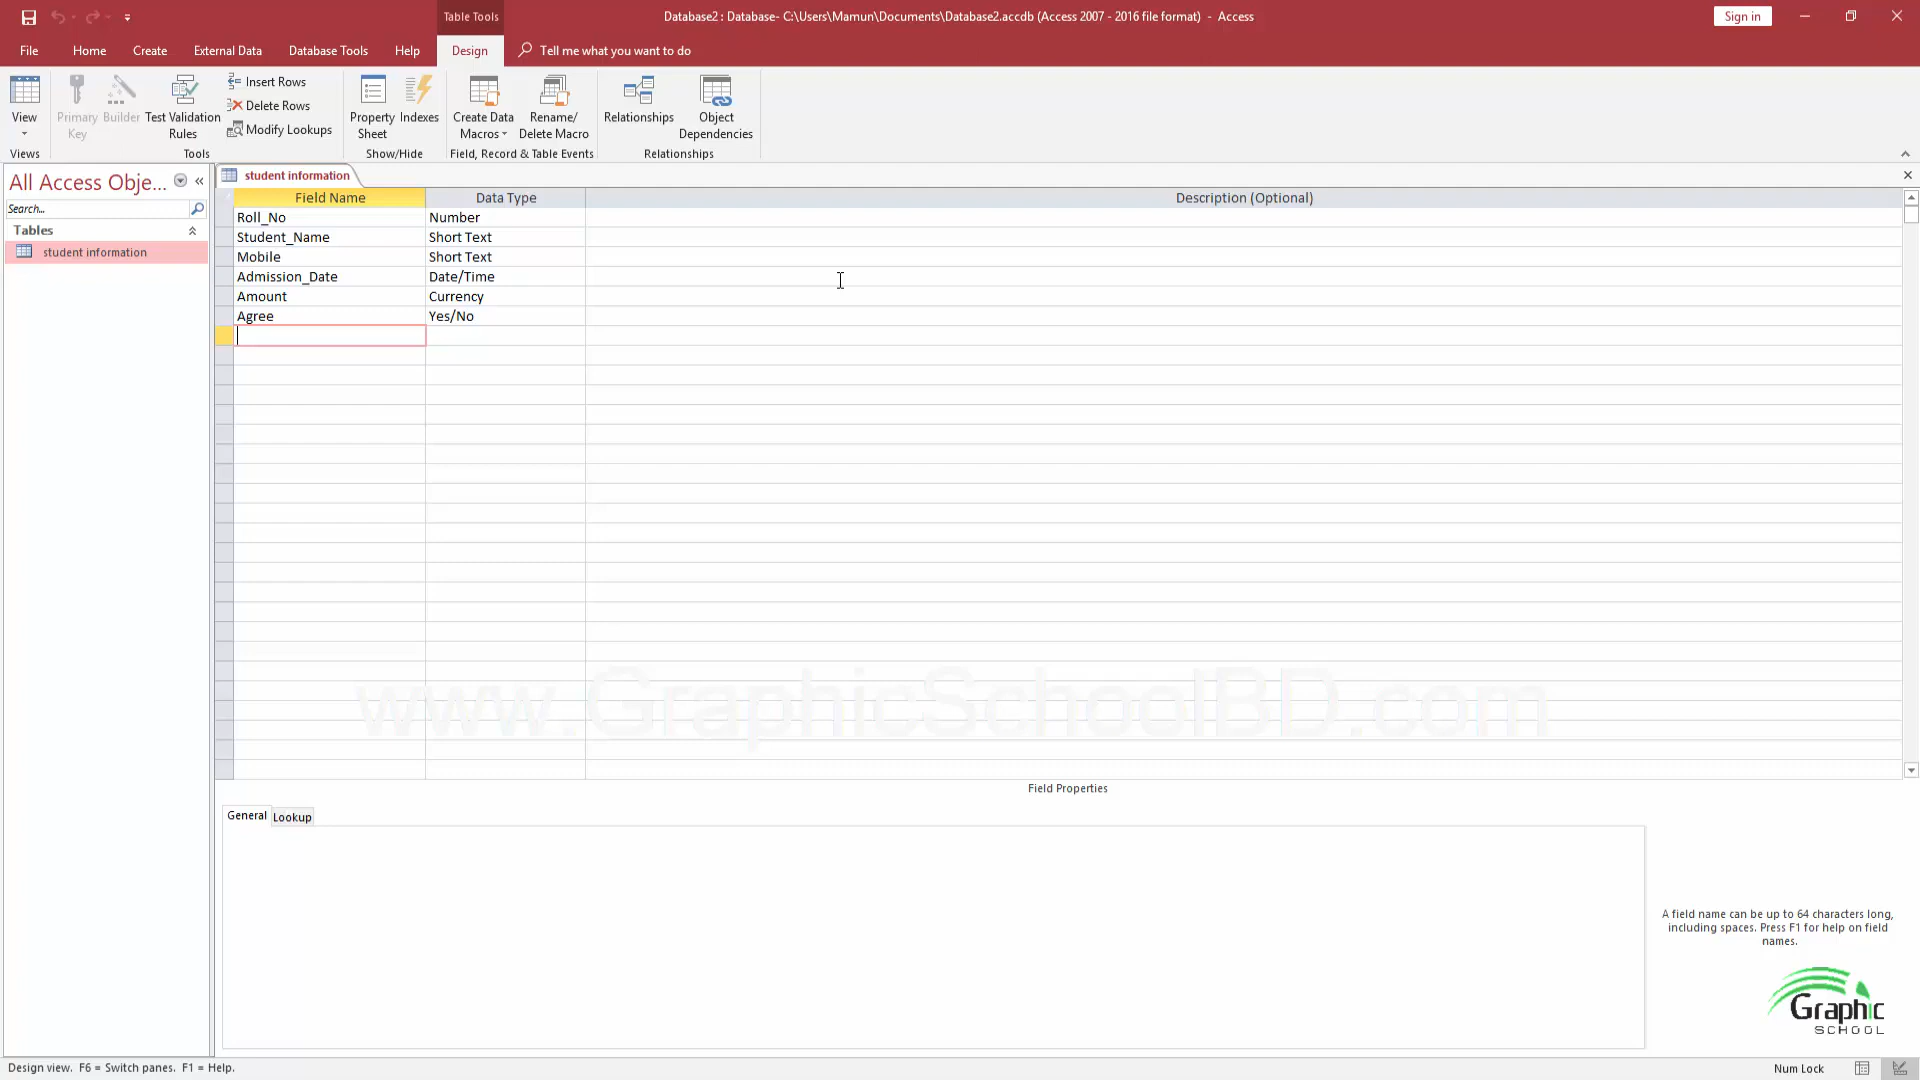 Table Tools
Database2 : Database- C:\Users\Mamun\Documents\Database2.accdb (Access 2007 - 2016 file format) - Access
Sign in
File Home Create External Data Database Tools Help Design Tell me what you want to do
View
Primary Key
Builder
Test Validation Rules
Insert Rows
Delete Rows
Modify Lookups
Property Sheet
Indexes
Create Data Macros
Rename/ Delete Macro
Relationships
Object Dependencies
Views
Tools
Show/Hide
Field, Record & Table Events
Relationships
All Access Obje...
Search...
Tables
student information
student information
Field Name Data Type Description (Optional)
Roll_No Number
Student_Name Short Text
Mobile Short Text
Admission_Date Date/Time
Amount Currency
Agree Yes/No
www.GraphicSchoolBD.com
Field Properties
General Lookup
A field name can be up to 64 characters long,
including spaces. Press F1 for help on field
names.
Graphic
SCHOOL
Design view. F6 = Switch panes. F1 = Help.
Num Lock